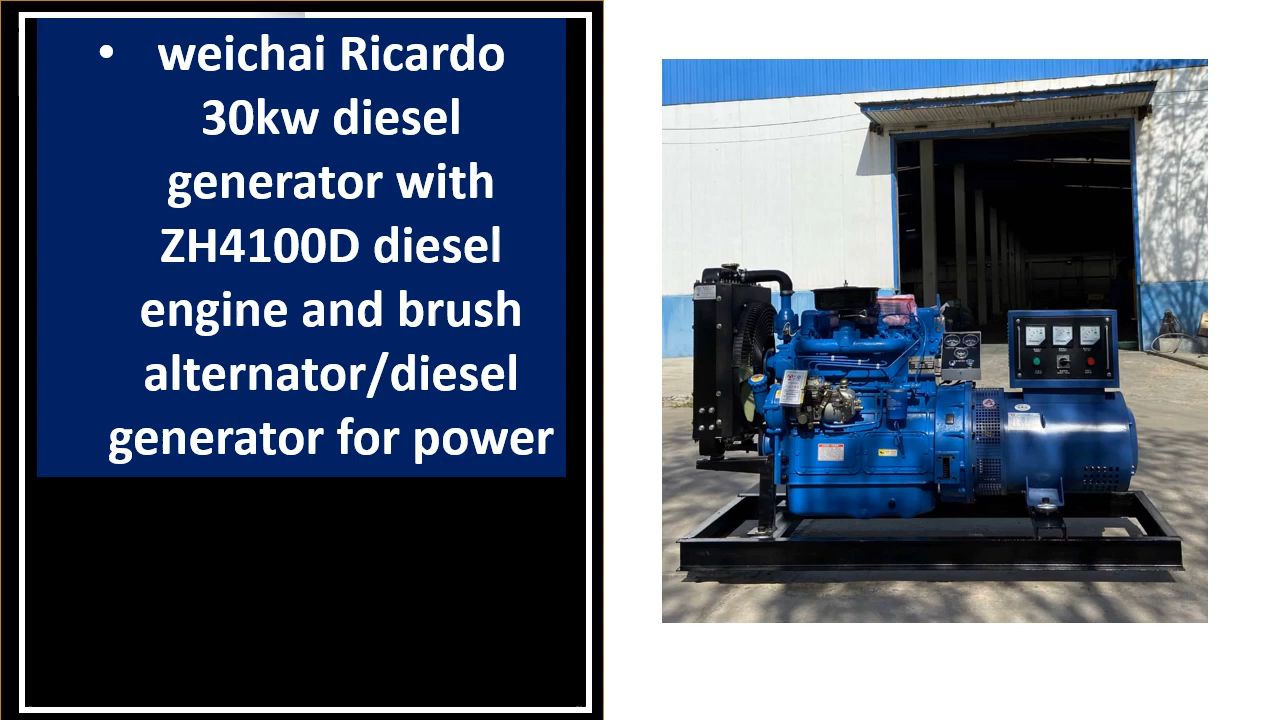 • weichai Ricardo
30kw diesel
generator with
ZH4100D diesel
engine and brush
alternator/diesel
generator for power